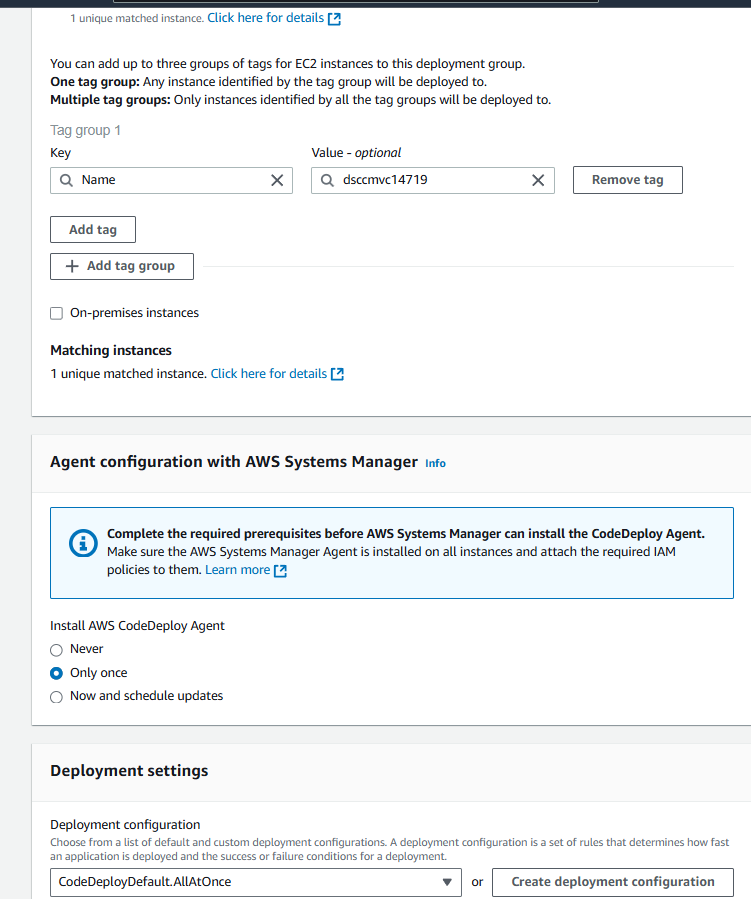 1 unique matched instance. Click here for details
You can add up to three groups of tags for EC2 instances to this deployment group.
One tag group: Any instance identified by the tag group will be deployed to.
Multiple tag groups: Only instances identified by all the tag groups will be deployed to.
Tag group 1
Key
Value - optional
Name
dsccmvc14719
Remove tag
Add tag
Add tag group
On-premises instances
Matching instances
1 unique matched instance. Click here for details
Agent configuration with AWS Systems Manager Info
Complete the required prerequisites before AWS Systems Manager can install the CodeDeploy Agent.
Make sure the AWS Systems Manager Agent is installed on all instances and attach the required IAM
policies to them. Learn more
Install AWS CodeDeploy Agent
Never
Only once
Now and schedule updates
Deployment settings
Deployment configuration
Choose from a list of default and custom deployment configurations. A deployment configuration is a set of rules that determines how fast
an application is deployed and the success or failure conditions for a deployment.
CodeDeployDefault.AllAtOnce
or
Create deployment configuration